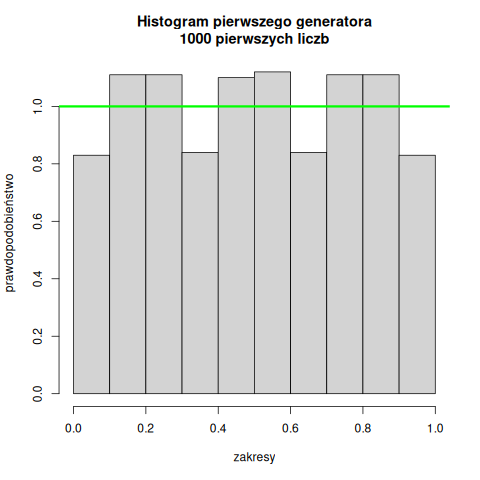 Histogram pierwszego generatora
1000 pierwszych liczb
prawdopodobieństwo
1.0
0.8
0.6
0.4
0.2
0.0
0.0 0.2 0.4 0.6 0.8 1.0
zakresy